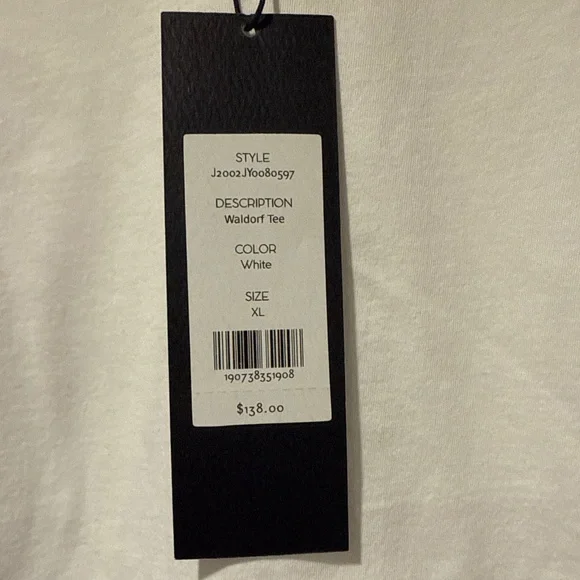 STYLE
J2002JY0080597
DESCRIPTION
Waldorf Tee
COLOR
White
SIZE
XL
190738351908
$138.00